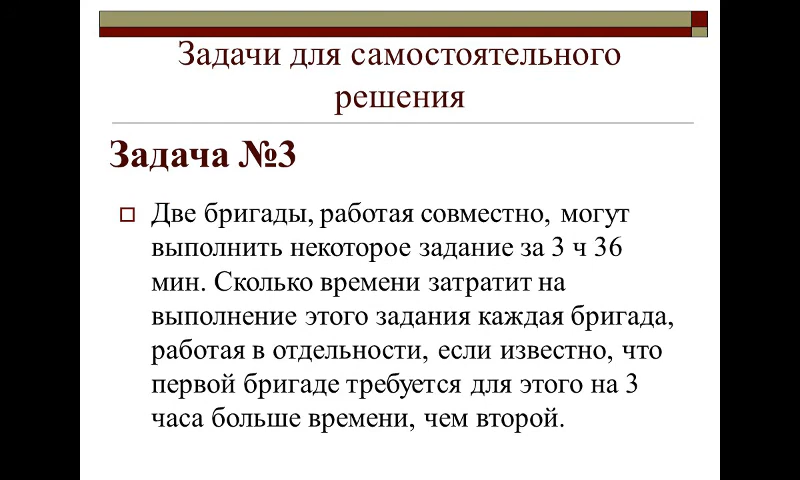 Задачи для самостоятельного
решения
Задача №3
Две бригады, работая совместно, могут
выполнить некоторое задание за 3 ч 36
мин. Сколько времени затратит на
выполнение этого задания каждая бригада,
работая в отдельности, если известно, что
первой бригаде требуется для этого на 3
часа больше времени, чем второй.